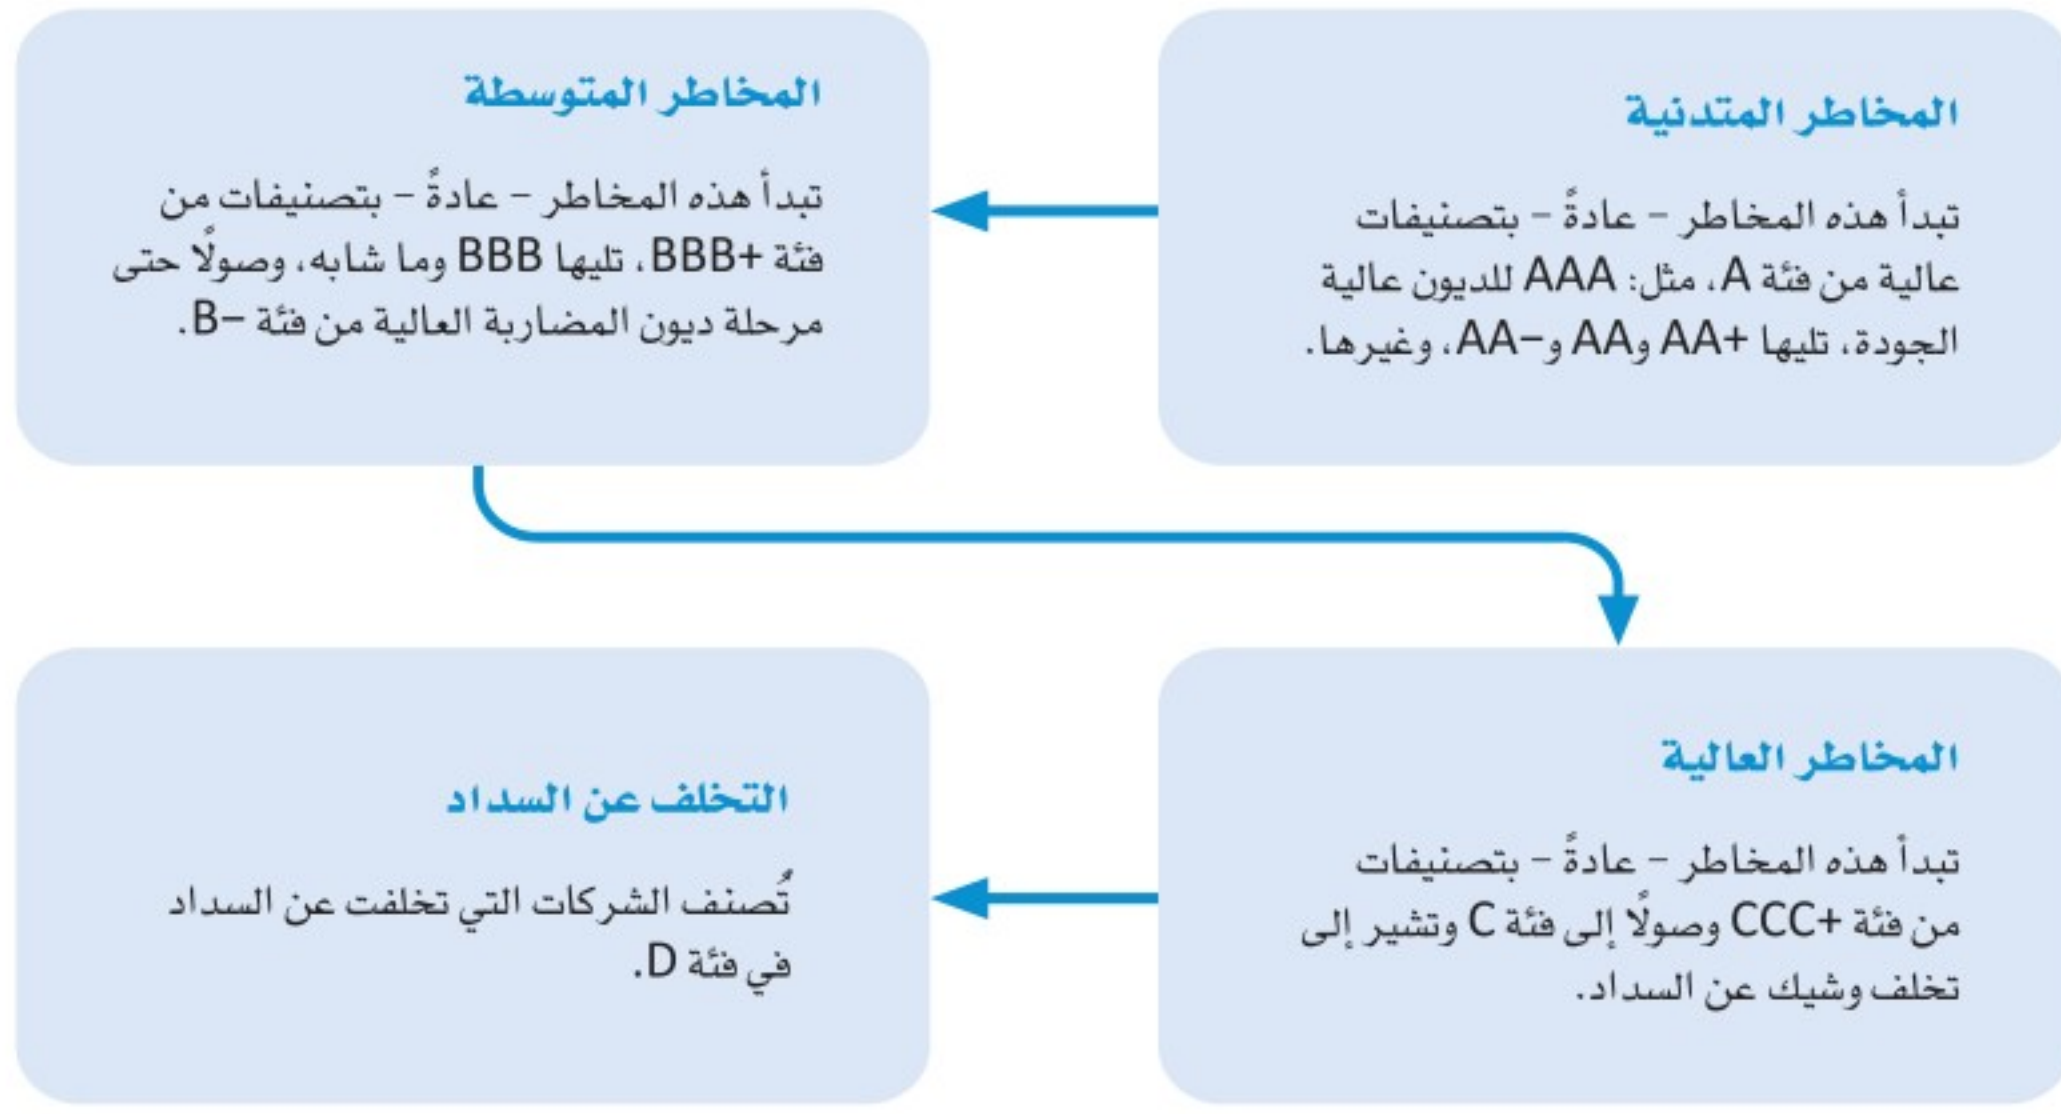 المخاطر المتدنية
تبدأ هذه المخاطر – عادةً – بتصنيفات
عالية من فئة A، مثل: AAA للديون عالية
الجودة، تليها +AA وAA و–AA، وغيرها.
المخاطر المتوسطة
تبدأ هذه المخاطر – عادةً – بتصنيفات من
فئة +BBB، تليها BBB وما شابه، وصولًا حتى
مرحلة ديون المضاربة العالية من فئة –B.
المخاطر العالية
تبدأ هذه المخاطر – عادةً – بتصنيفات
من فئة +CCC وصولًا إلى فئة C وتشير إلى
تخلف وشيك عن السداد.
التخلف عن السداد
تُصنف الشركات التي تخلفت عن السداد
في فئة D.